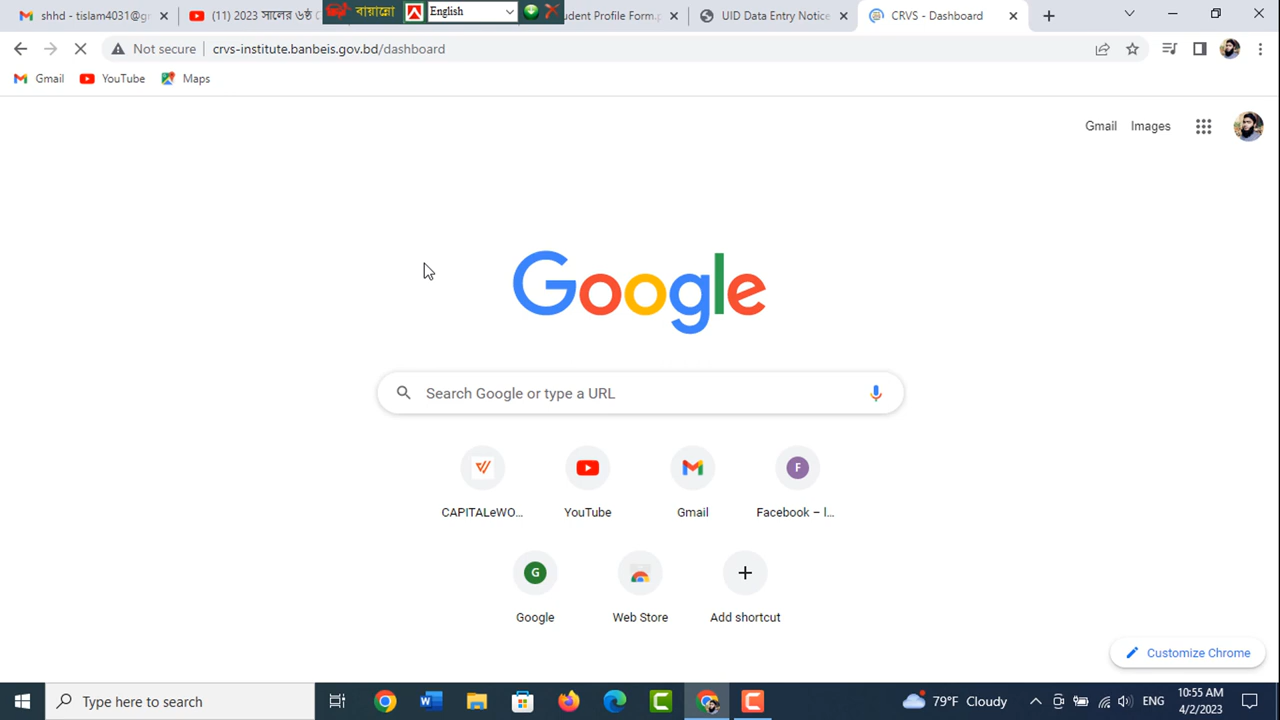 shhd - tislam405@
(11) 2023 সালের ৬ষ্ঠ
বায়ান্নো
English
udent Profile Form.p
UID Data Entry Notice
CRVS - Dashboard
Not secure
crvs-institute.banbeis.gov.bd/dashboard
Gmail
YouTube
Maps
Gmail
Images
Google
Search Google or type a URL
CAPITALeWO...
YouTube
Gmail
F
Facebook – l...
G
Google
Web Store
Add shortcut
Customize Chrome
Type here to search
79°F Cloudy
ENG
10:55 AM
4/2/2023